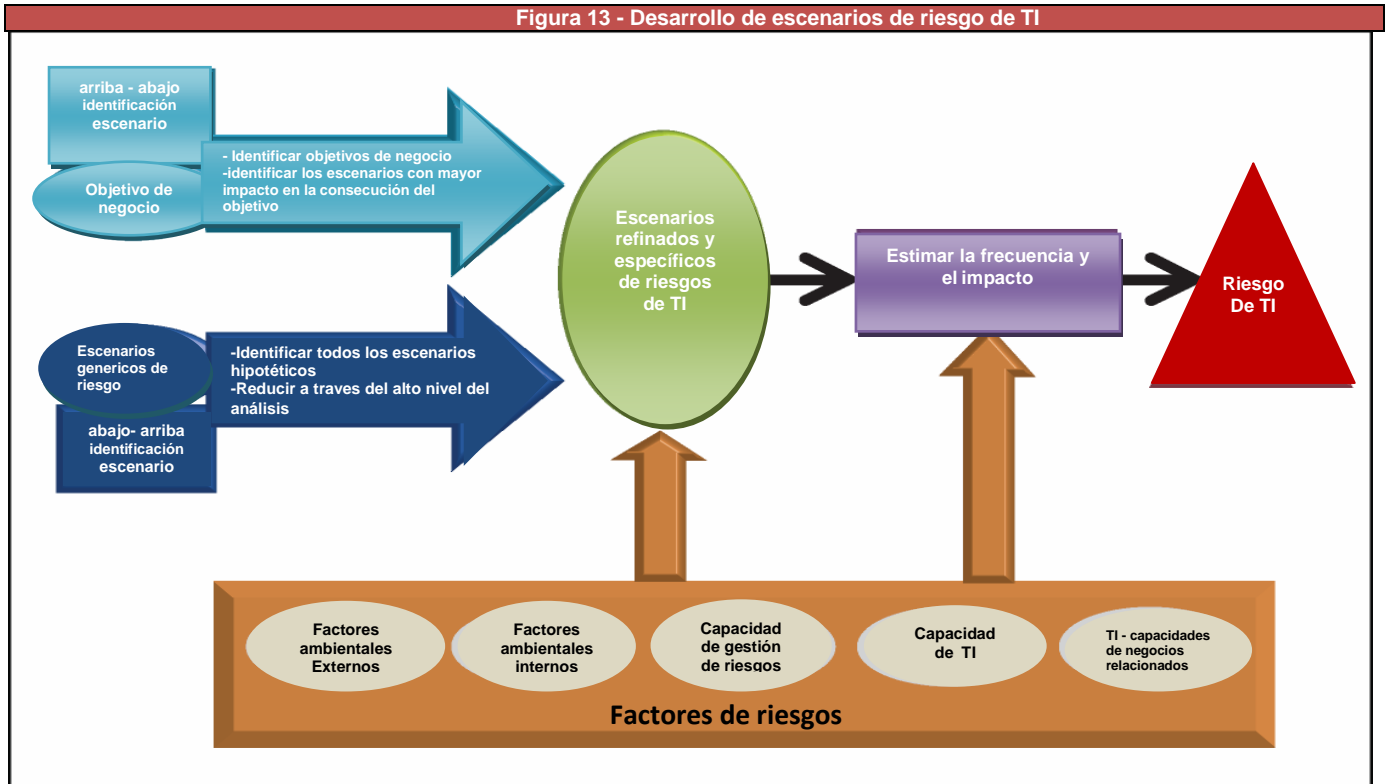 Figura 13 - Desarrollo de escenarios de riesgo de TI
arriba - abajo
identificación
escenario
Objetivo de
negocio
- Identificar objetivos de negocio
-identificar los escenarios con mayor
impacto en la consecución del
objetivo
Escenarios
genericos de
riesgo
abajo- arriba
identificación
escenario
-Identificar todos los escenarios
hipotéticos
-Reducir a traves del alto nivel del
análisis
Escenarios
refinados y
específicos
de riesgos
de TI
Estimar la frecuencia y
el impacto
Riesgo
De TI
Factores
ambientales
Externos
Factores
ambientales
internos
Capacidad
de gestión
de riesgos
Capacidad
de TI
TI - capacidades
de negocios
relacionados
Factores de riesgos